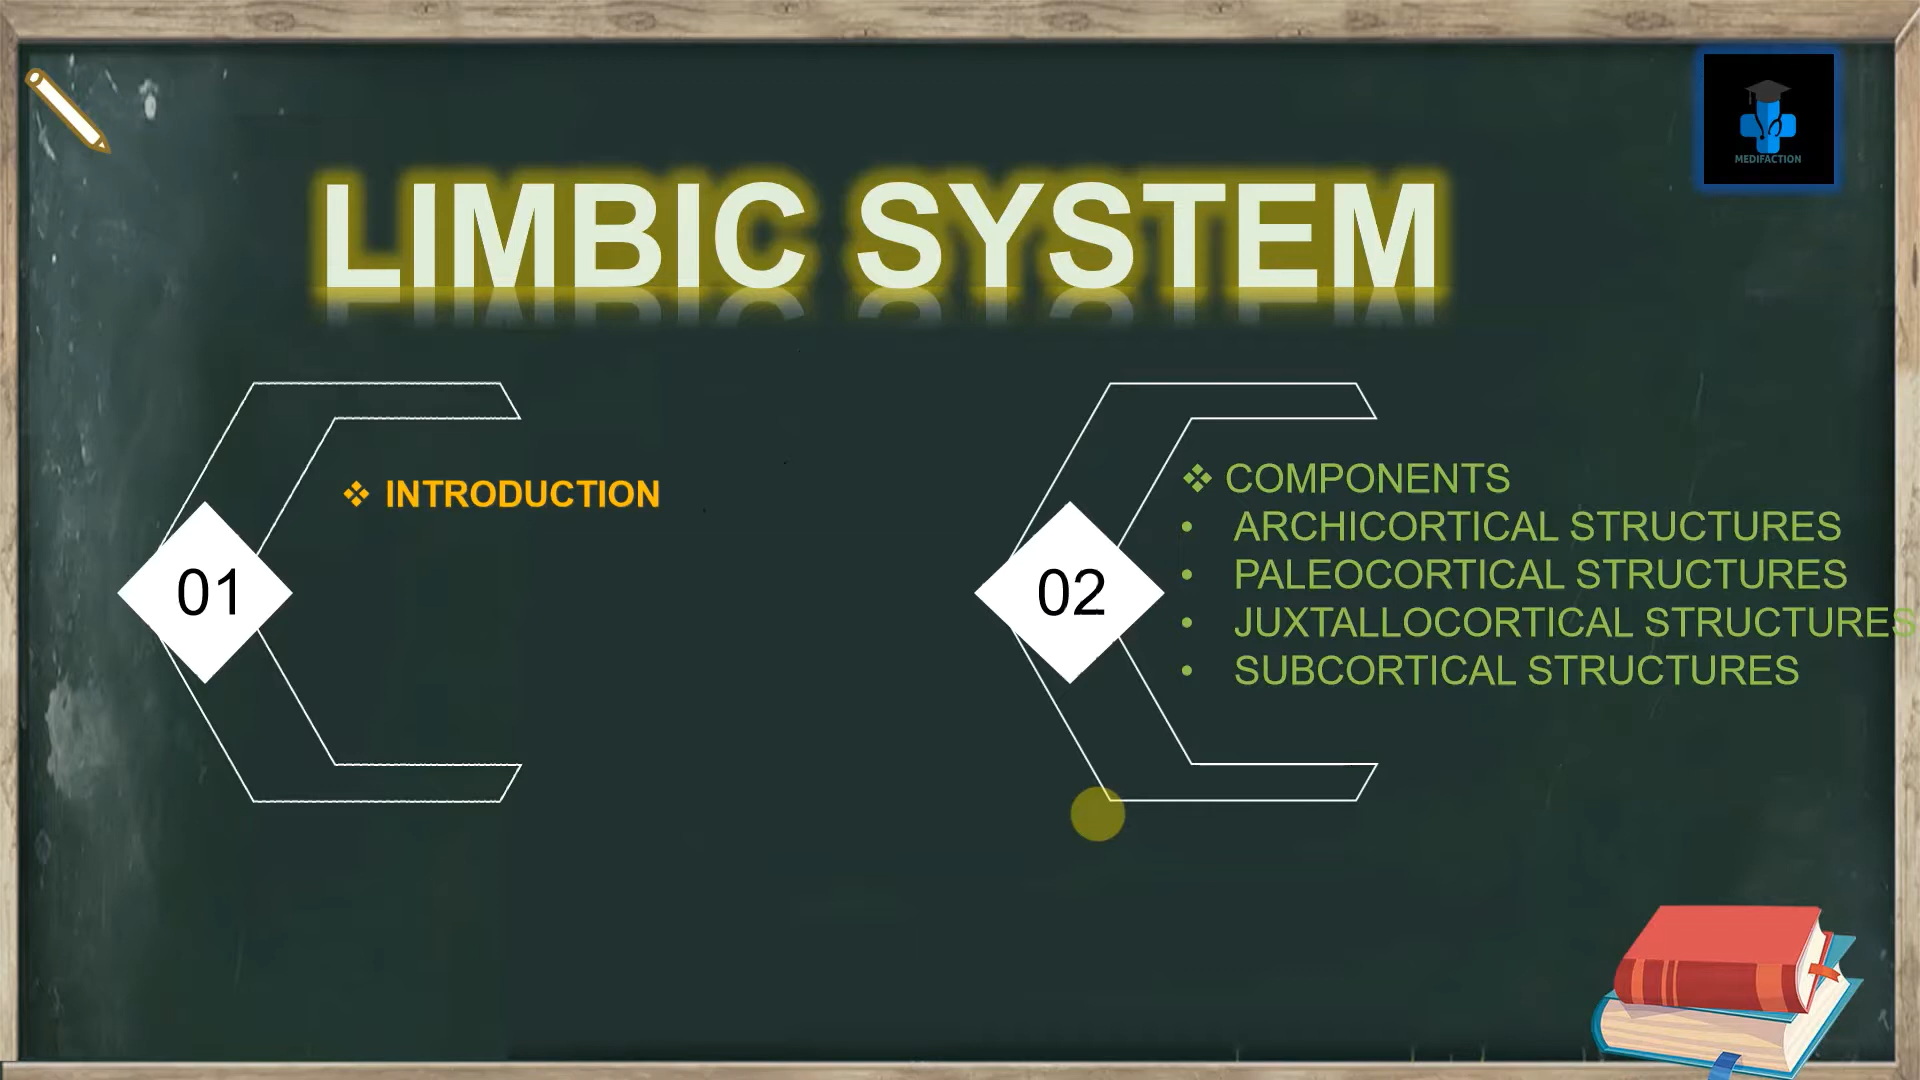 MEDIFACTION
LIMBIC SYSTEM
01
❖ INTRODUCTION
02
❖ COMPONENTS
• ARCHICORTICAL STRUCTURES
• PALEOCORTICAL STRUCTURES
• JUXTALLOCORTICAL STRUCTURES
• SUBCORTICAL STRUCTURES